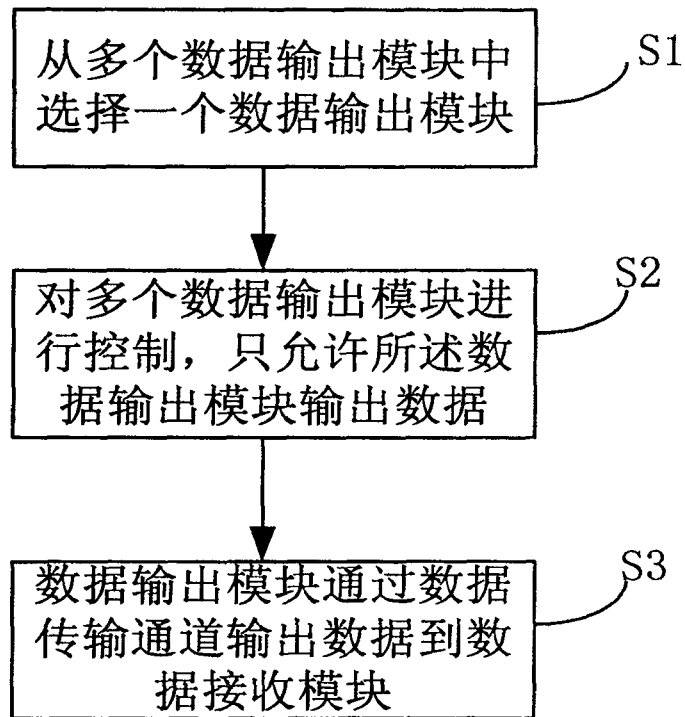 从多个数据输出模块中
选择一个数据输出模块
S1
对多个数据输出模块进
行控制，只允许所述数
据输出模块输出数据
S2
数据输出模块通过数据
传输通道输出数据到数
据接收模块
S3